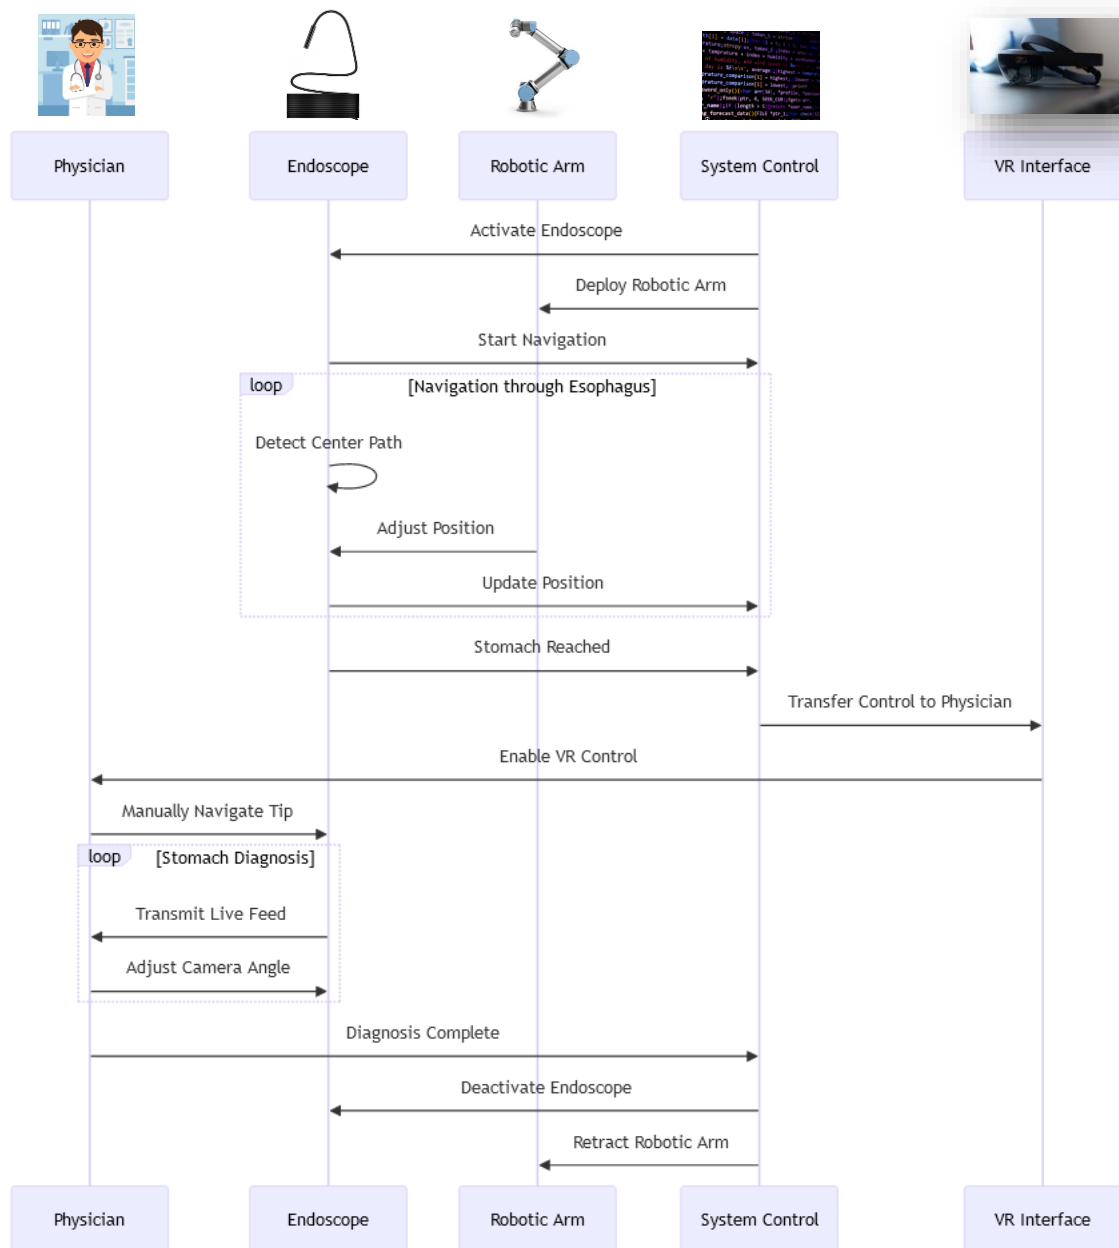 Physician
Endoscope
Robotic Arm
System Control
VR Interface
Activate Endoscope
Deploy Robotic Arm
Start Navigation
loop
[Navigation through Esophagus]
Detect Center Path
Adjust Position
Update Position
Stomach Reached
Transfer Control to Physician
Enable VR Control
Manually Navigate Tip
loop
[Stomach Diagnosis]
Transmit Live Feed
Adjust Camera Angle
Diagnosis Complete
Deactivate Endoscope
Retract Robotic Arm
Physician
Endoscope
Robotic Arm
System Control
VR Interface